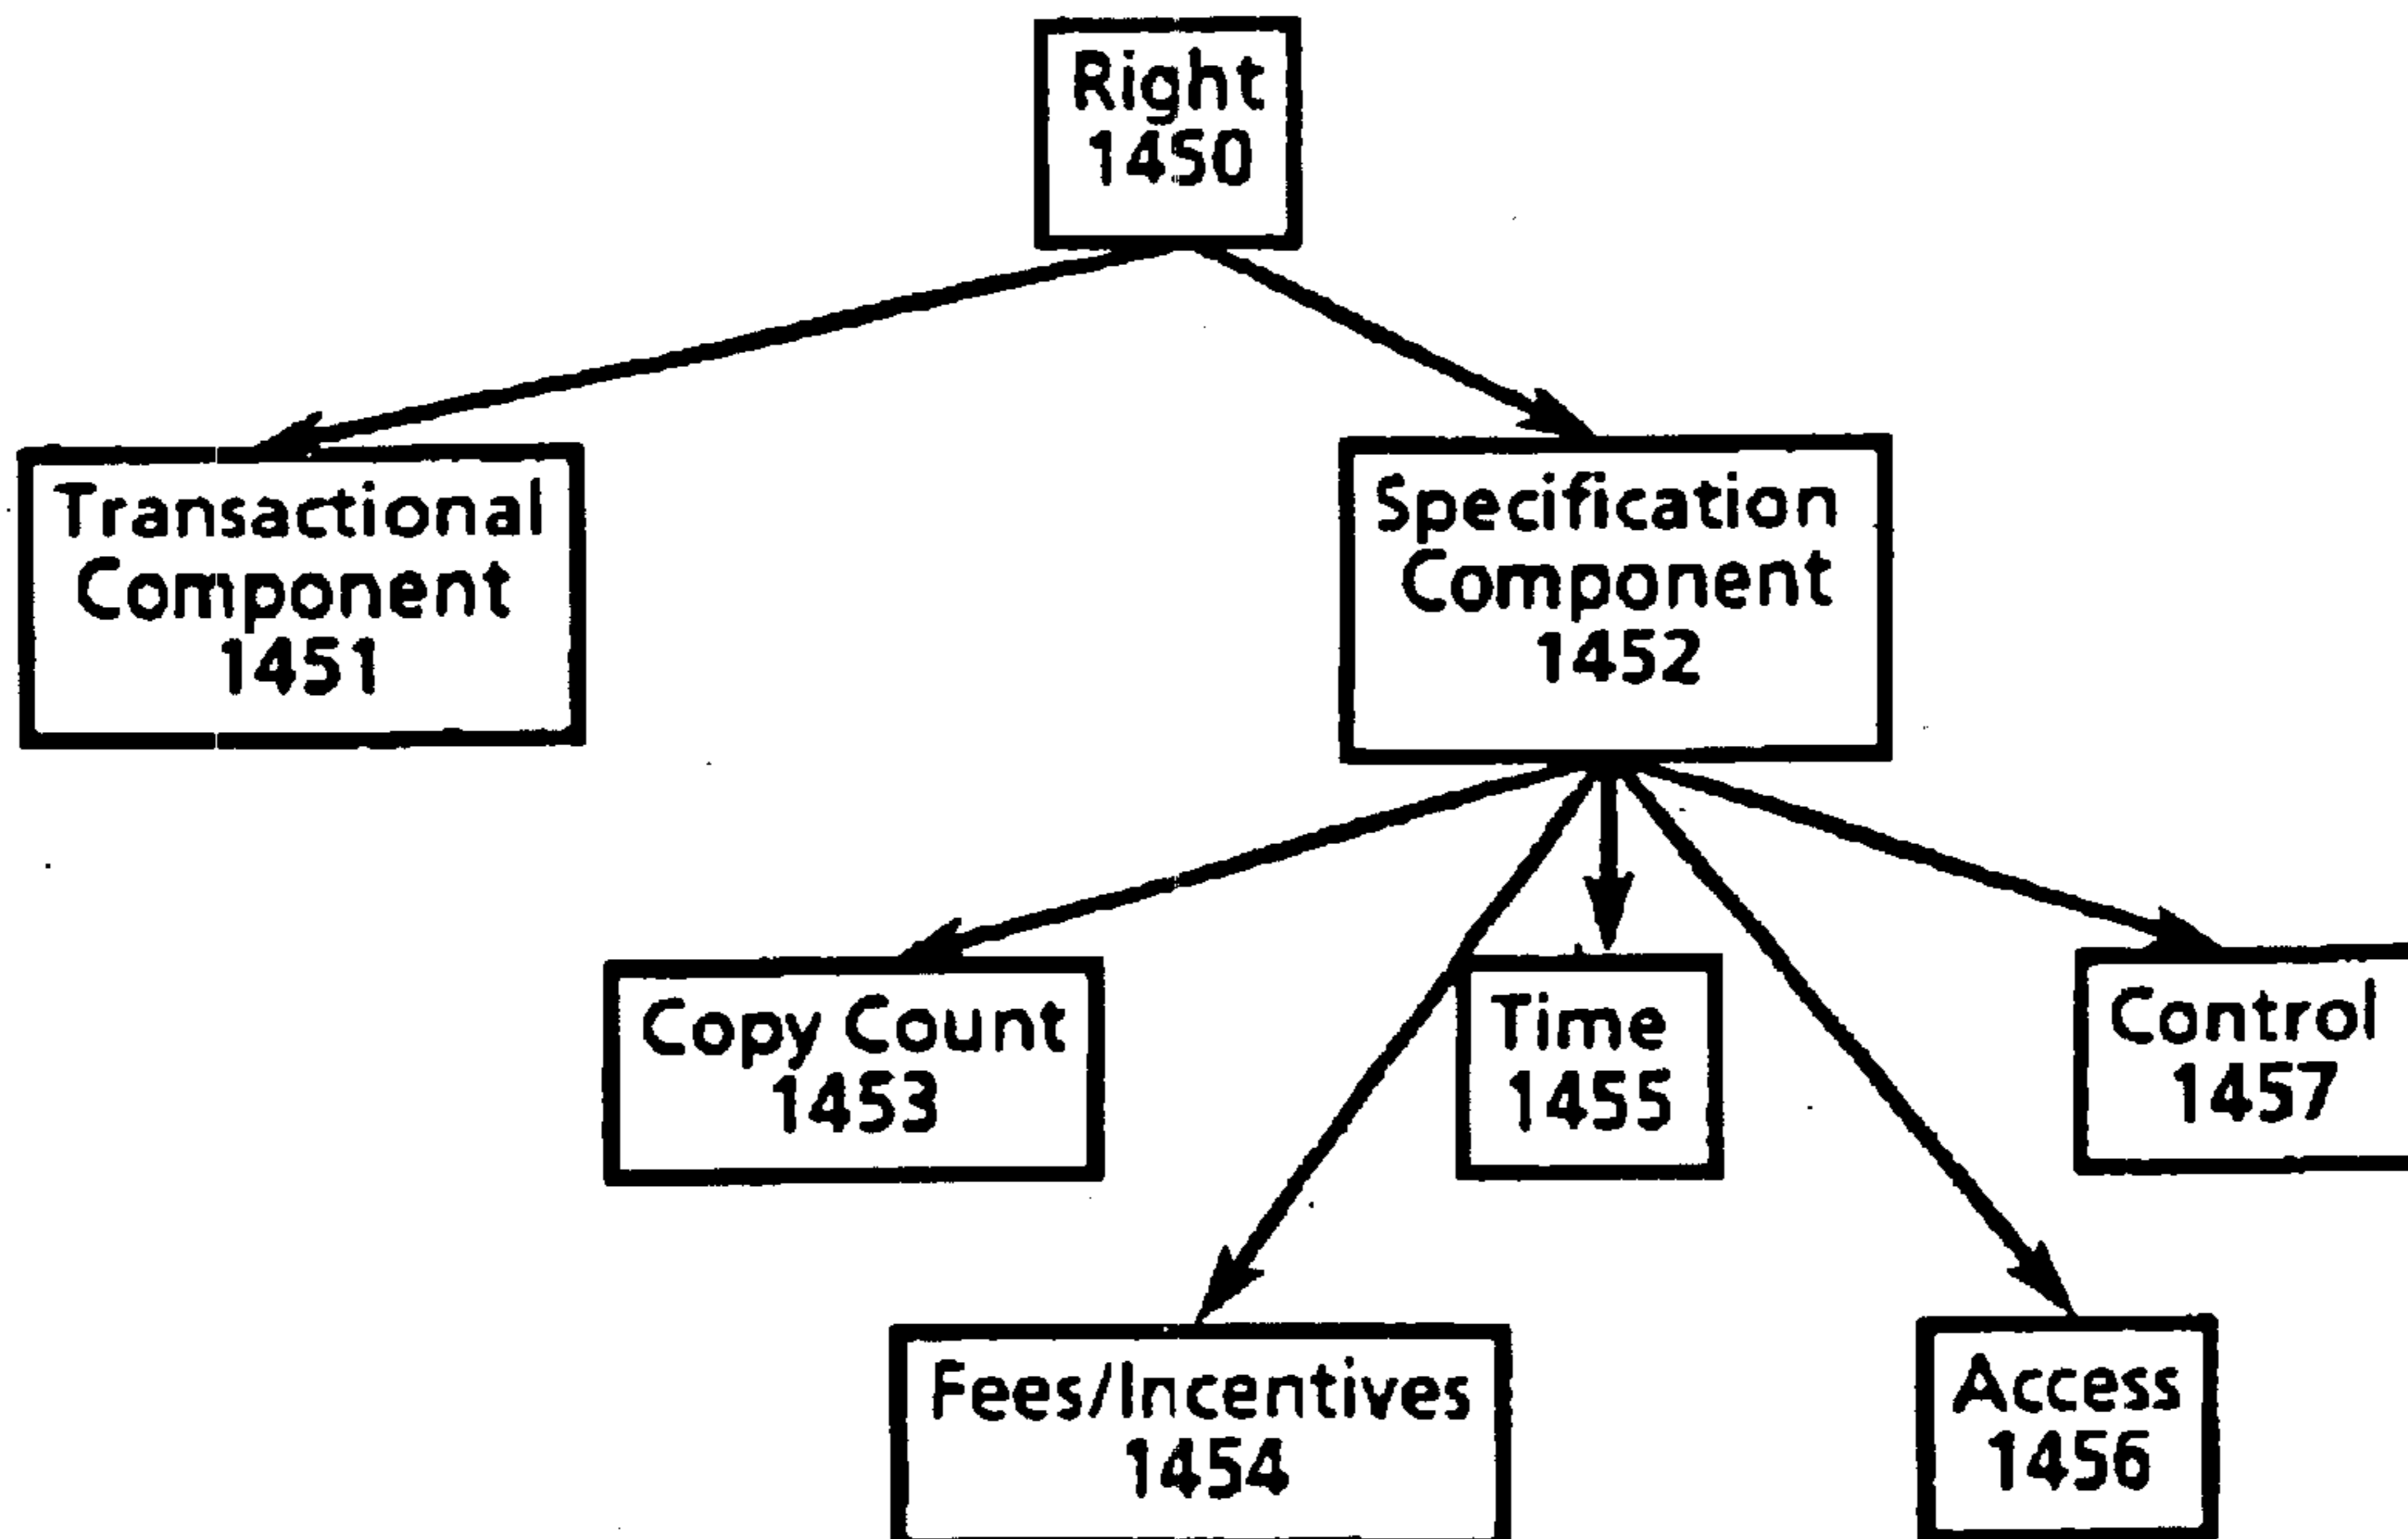 Right
1450
Transactional
Component
1451
Specification
Component
1452
Copy Count
1453
Time
1455
Control
1457
Fees/Incentives
1454
Access
1456